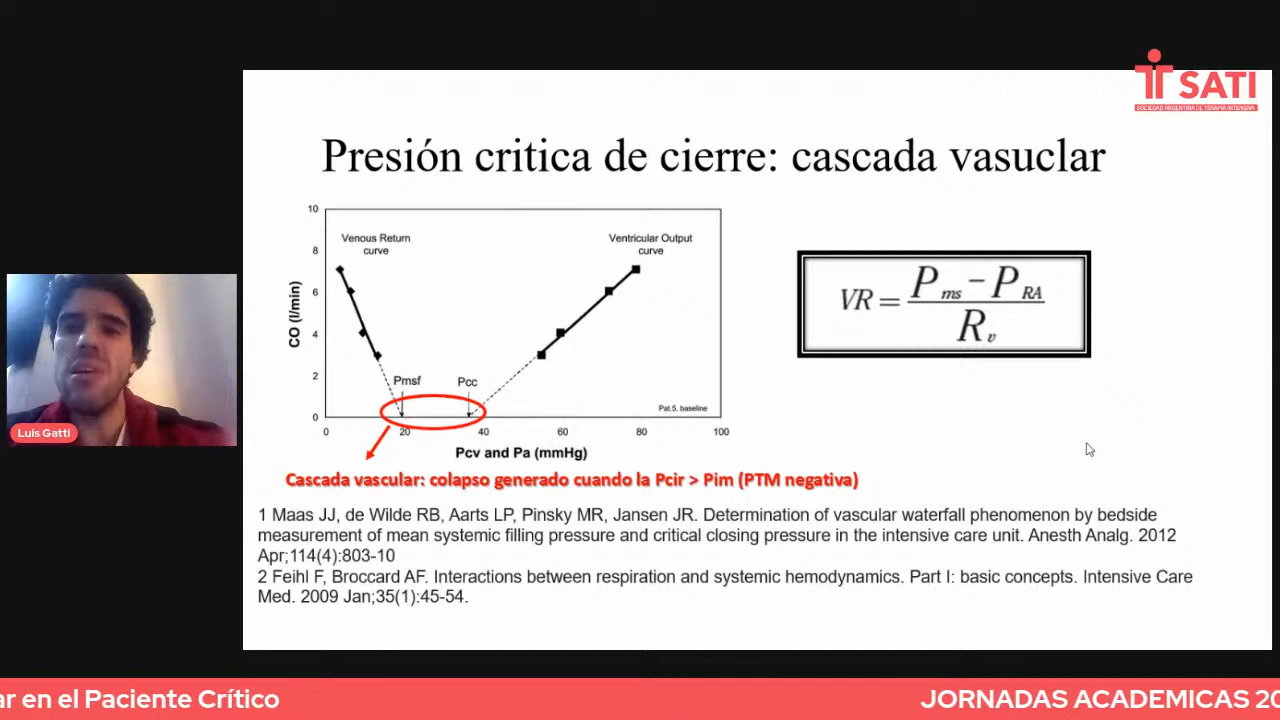 SATI
SOCIEDAD ARGENTINA DE TERAPIA INTENSIVA
Presión critica de cierre: cascada vasuclar
10
8
6
4
2
0
CO (l/min)
Venous Return
curve
Ventricular Output
curve
Pmsf
Pcc
Pat.5, baseline
0
20
40
60
80
100
Pcv and Pa (mmHg)
VR = Pms − PRA
Rv
Luis Gatti
Cascada vascular: colapso generado cuando la Pcir > Pim (PTM negativa)
1 Maas JJ, de Wilde RB, Aarts LP, Pinsky MR, Jansen JR. Determination of vascular waterfall phenomenon by bedside
measurement of mean systemic filling pressure and critical closing pressure in the intensive care unit. Anesth Analg. 2012
Apr;114(4):803-10
2 Feihl F, Broccard AF. Interactions between respiration and systemic hemodynamics. Part I: basic concepts. Intensive Care
Med. 2009 Jan;35(1):45-54.
ar en el Paciente Crítico
JORNADAS ACADEMICAS 20